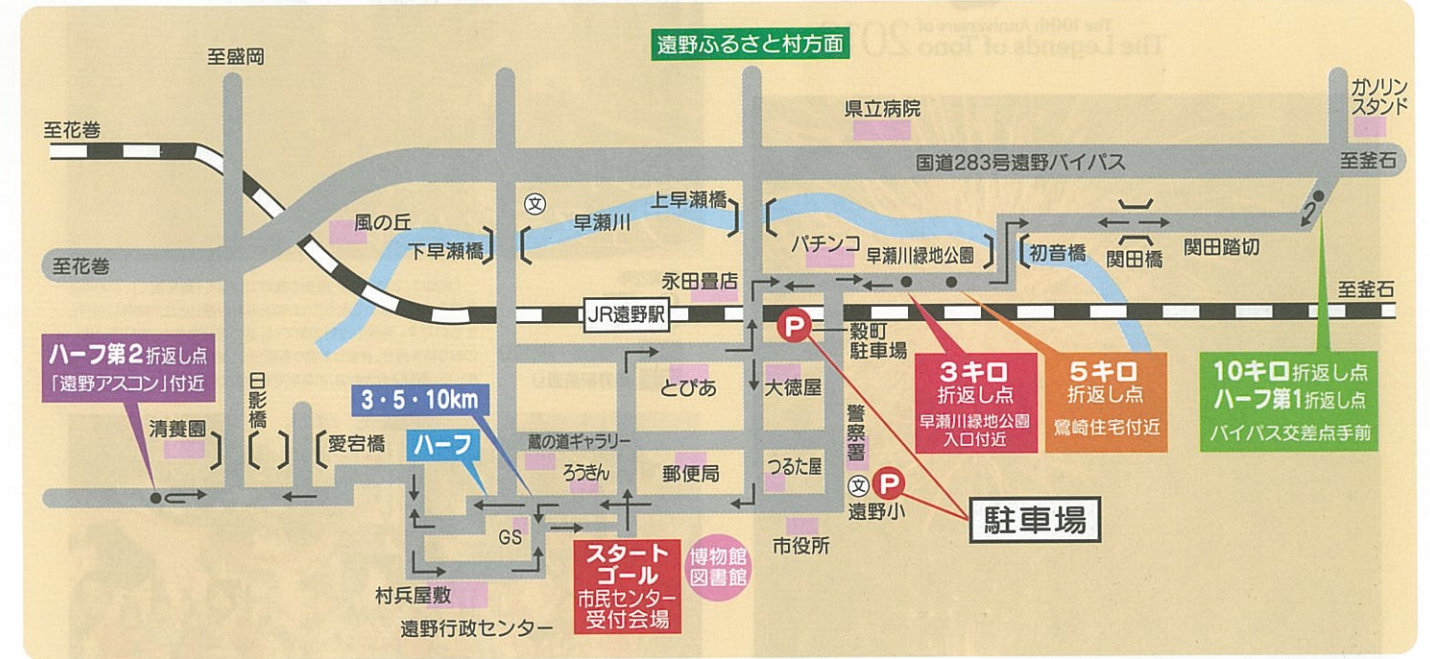 The 100th Anniversary of
The Legends of Tono 20
至盛岡
遠野ふるさと村方面
ガソリン
スタンド
至花巻
県立病院
国道283号遠野バイパス
至釜石
風の丘
文
早瀬川
上早瀬橋
下早瀬橋
至花巻
パチンコ
早瀬川緑地公園
初音橋
関田橋
関田踏切
永田畳店
至釜石
JR遠野駅
P
穀町
駐車場
ハーフ第2折返し点
「遠野アスコン」付近
日影橋
3・5・10km
とぴあ
大徳屋
3キロ
折返し点
早瀬川緑地公園
入口付近
5キロ
折返し点
鷺崎住宅付近
10キロ折返し点
ハーフ第1折返し点
バイパス交差点手前
清養園
愛宕橋
ハーフ
蔵の道ギャラリー
ろうきん
郵便局
つるた屋
警察署
文
P
遠野小
駐車場
GS
スタート
ゴール
市民センター
受付会場
博物館
図書館
市役所
村兵屋敷
遠野行政センター